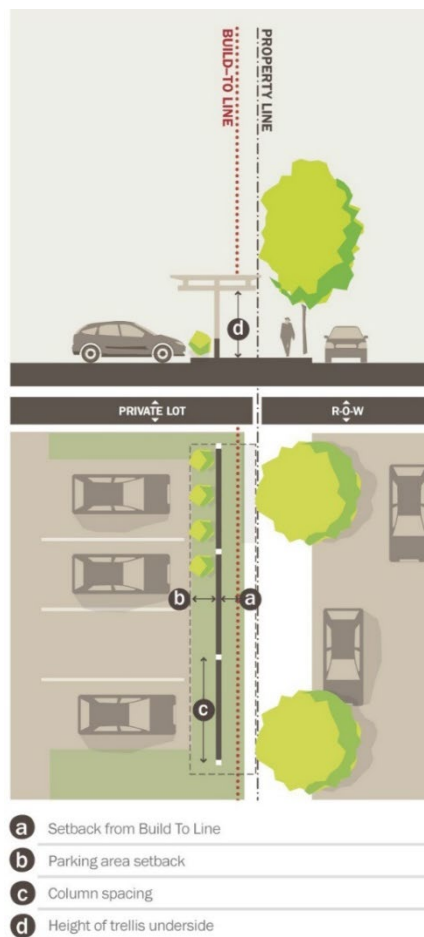 BUILD-TO LINE
PROPERTY LINE
d
PRIVATE LOT
R-O-W
b
a
c
a Setback from Build To Line
b Parking area setback
c Column spacing
d Height of trellis underside